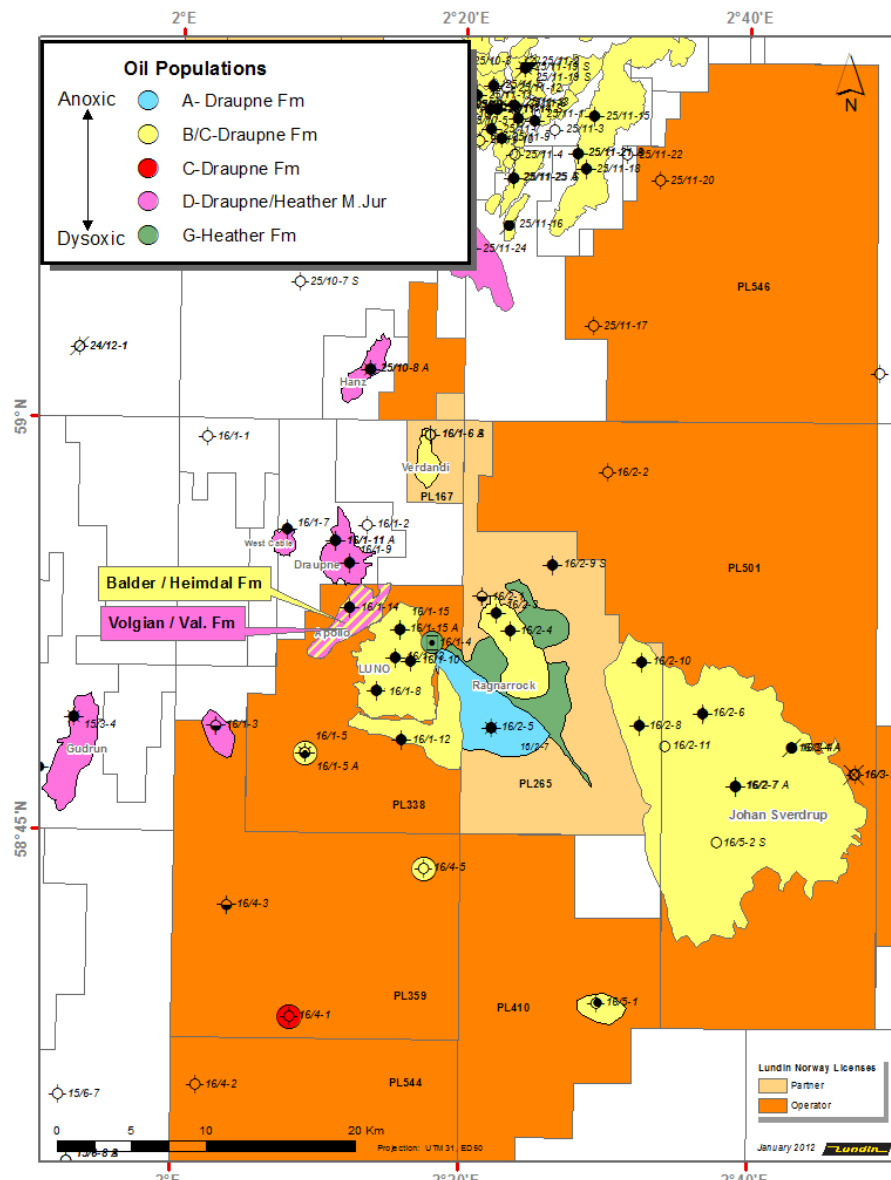 2°E
2°20'E
2°40'E
Oil Populations
Anoxic
Dysoxic
A- Draupne Fm
B/C-Draupne Fm
C-Draupne Fm
D-Draupne/Heather M.Jur
G-Heather Fm
N
25/11-15
25/11-1
25/11-3
25/11-4
25/11-22
25/11-18
25/11-20
25/11-16
25/11-24
25/10-7 S
PL546
25/11-17
24/12-1
25/10-8 A
Hanz
59°N
16/1-1
Verdandi
PL167
16/2-2
16/1-7
16/1-2
West Cable
16/1-11 A
16/1-9
Draupne
16/2-9 S
PL501
Balder / Heimdal Fm
Volgian / Val. Fm
16/1-14
16/1-15
16/1-15 A
16/1-4
Apollo
16/2-1
16/2-3
16/2-4
LUNO
16/1-10
16/1-8
Ragnarrock
16/2-10
16/2-6
16/2-8
16/2-11
15/3-4
Gudrun
16/1-3
16/1-5
16/1-5 A
16/1-12
16/2-5
16/2-7
16/2-7 A
PL265
PL338
Johan Sverdrup
16/5-2 S
58°45'N
16/4-5
16/4-3
16/4-1
PL359
PL410
16/5-1
PL544
16/4-2
15/6-7
0 5 10 20 Km
Projection: UTM 31, ED50
Lundin Norway Licenses
Partner
Operator
January 2012
Lundin
2°E
2°20'E
2°40'E